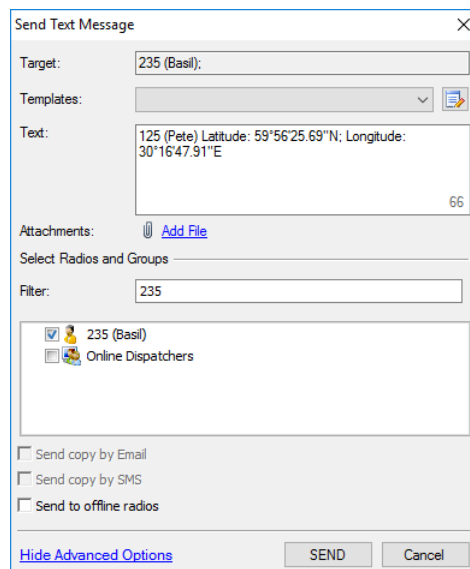 Send Text Message
Target: 235 (Basil);
Templates:
Text: 125 (Pete) Latitude: 59°56'25.69"N; Longitude:
30°16'47.91"E
66
Attachments: Add File
Select Radios and Groups
Filter: 235
235 (Basil)
Online Dispatchers
Send copy by Email
Send copy by SMS
Send to offline radios
Hide Advanced Options SEND Cancel